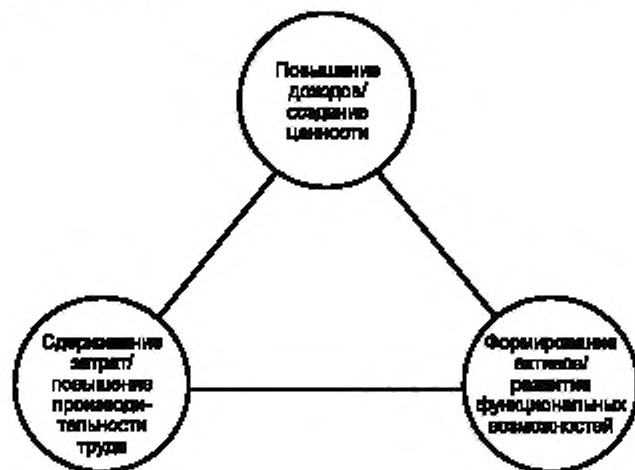 Повышение
доходов/
создание
ценности
Сдерживание
затрат/
повышение
производи-
тельности
труда
Формирование
активов/
развитие
функциональных
возможностей